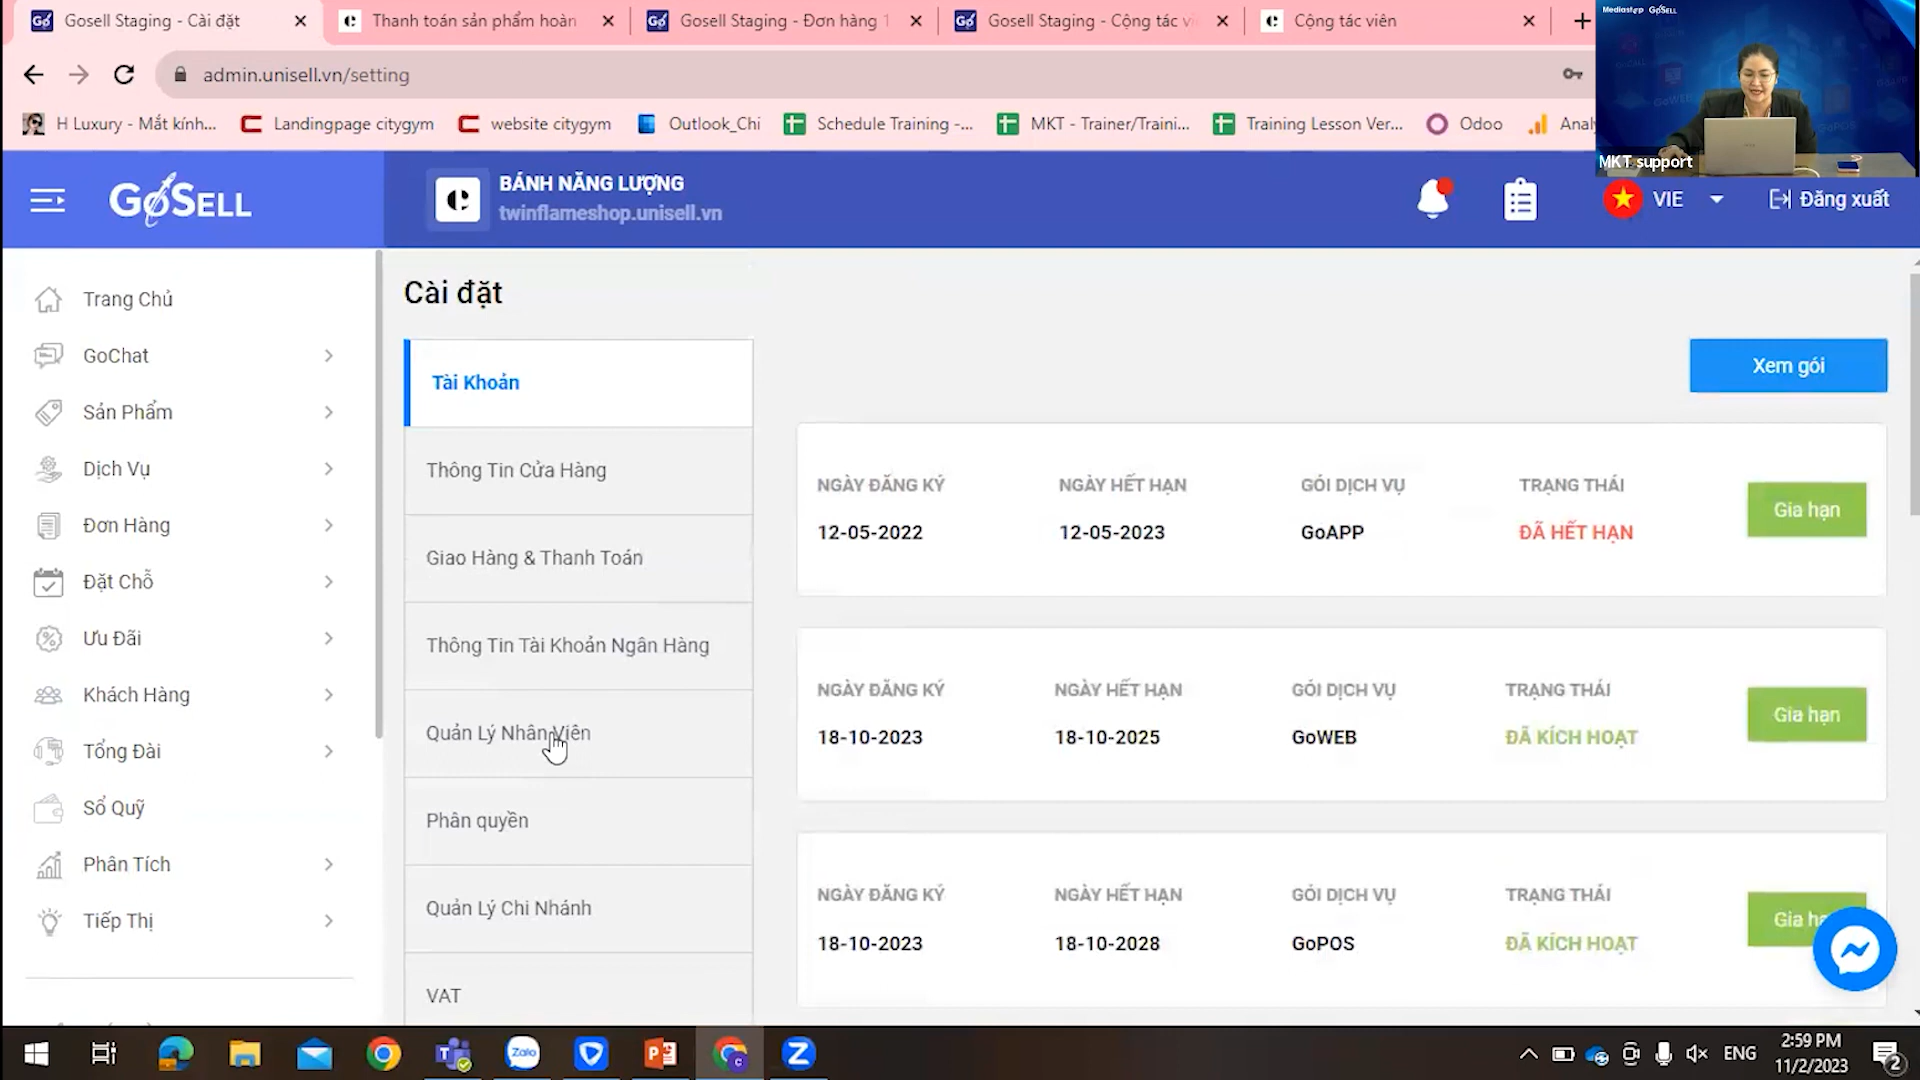 Gosell Staging - Cài đặt
Thanh toán sản phẩm hoàn
Gosell Staging - Đơn hàng 1
Gosell Staging - Cộng tác vi
Cộng tác viên
admin.unisell.vn/setting
H Luxury - Mắt kính...
Landingpage citygym
website citygym
Outlook_Chi
Schedule Training -...
MKT - Trainer/Traini...
Training Lesson Ver...
Odoo
Mediastep GoSELL
MKT support
GoSELL
BÁNH NĂNG LƯỢNG
twinflameshop.unisell.vn
VIE
Đăng xuất
Trang Chủ
GoChat
Sản Phẩm
Dịch Vụ
Đơn Hàng
Đặt Chỗ
Ưu Đãi
Khách Hàng
Tổng Đài
Sổ Quỹ
Phân Tích
Tiếp Thị
Cài đặt
Tài Khoản
Thông Tin Cửa Hàng
Giao Hàng & Thanh Toán
Thông Tin Tài Khoản Ngân Hàng
Quản Lý Nhân Viên
Phân quyền
Quản Lý Chi Nhánh
VAT
Xem gói
NGÀY ĐĂNG KÝ NGÀY HẾT HẠN GÓI DỊCH VỤ TRẠNG THÁI
12-05-2022 12-05-2023 GoAPP ĐÃ HẾT HẠN
Gia hạn
NGÀY ĐĂNG KÝ NGÀY HẾT HẠN GÓI DỊCH VỤ TRẠNG THÁI
18-10-2023 18-10-2025 GoWEB ĐÃ KÍCH HOẠT
Gia hạn
NGÀY ĐĂNG KÝ NGÀY HẾT HẠN GÓI DỊCH VỤ TRẠNG THÁI
18-10-2023 18-10-2028 GoPOS ĐÃ KÍCH HOẠT
Gia
Zalo
ENG
2:59 PM
11/2/2023
2